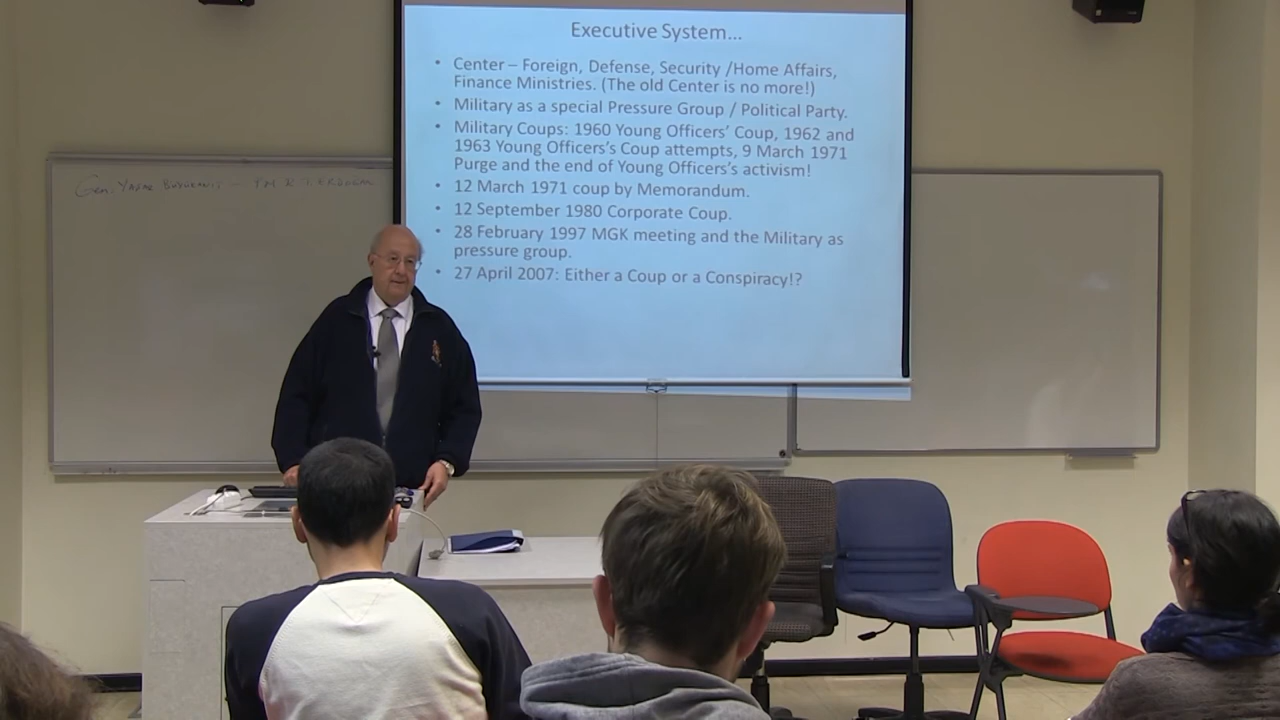 Executive System...
• Center – Foreign, Defense, Security /Home Affairs,
Finance Ministries. (The old Center is no more!)
• Military as a special Pressure Group / Political Party.
• Military Coups: 1960 Young Officers' Coup, 1962 and
1963 Young Officers's Coup attempts, 9 March 1971
Purge and the end of Young Officers's activism!
• 12 March 1971 coup by Memorandum.
• 12 September 1980 Corporate Coup.
• 28 February 1997 MGK meeting and the Military as
pressure group.
• 27 April 2007: Either a Coup or a Conspiracy!?
Gen. YAŞAR